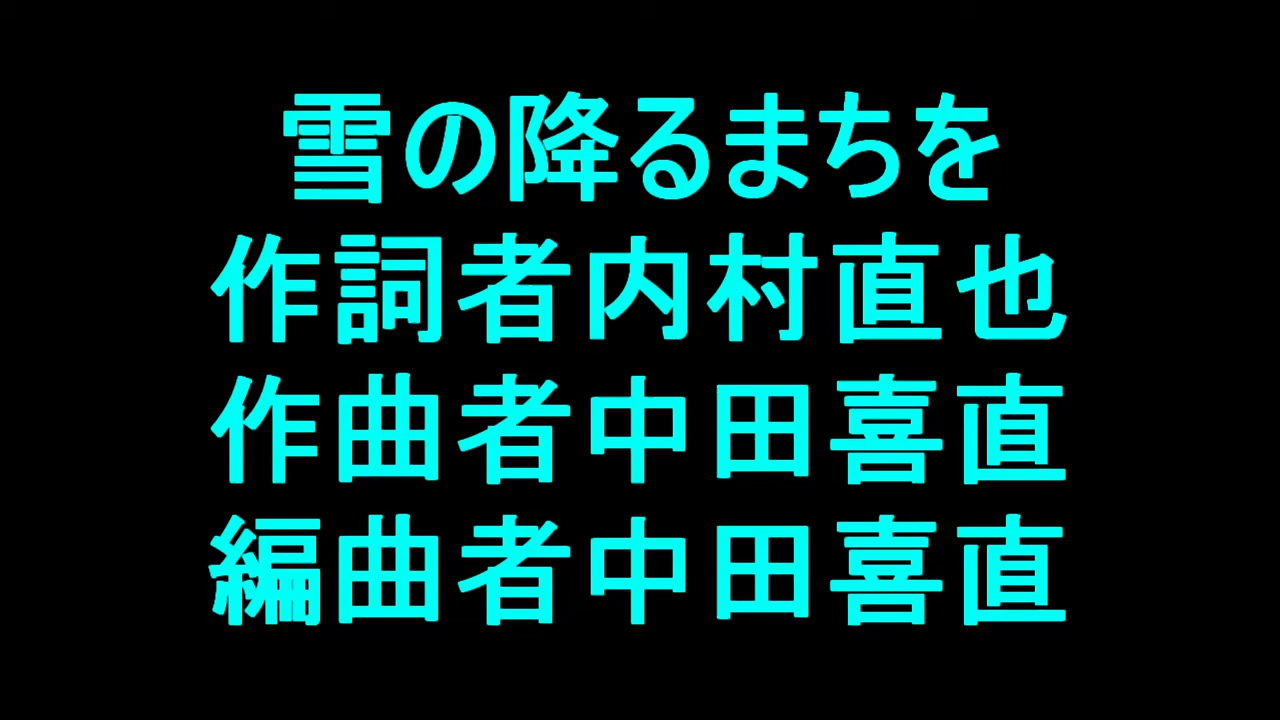 雪の降るまちを
作詞者内村直也
作曲者中田喜直
編曲者中田喜直